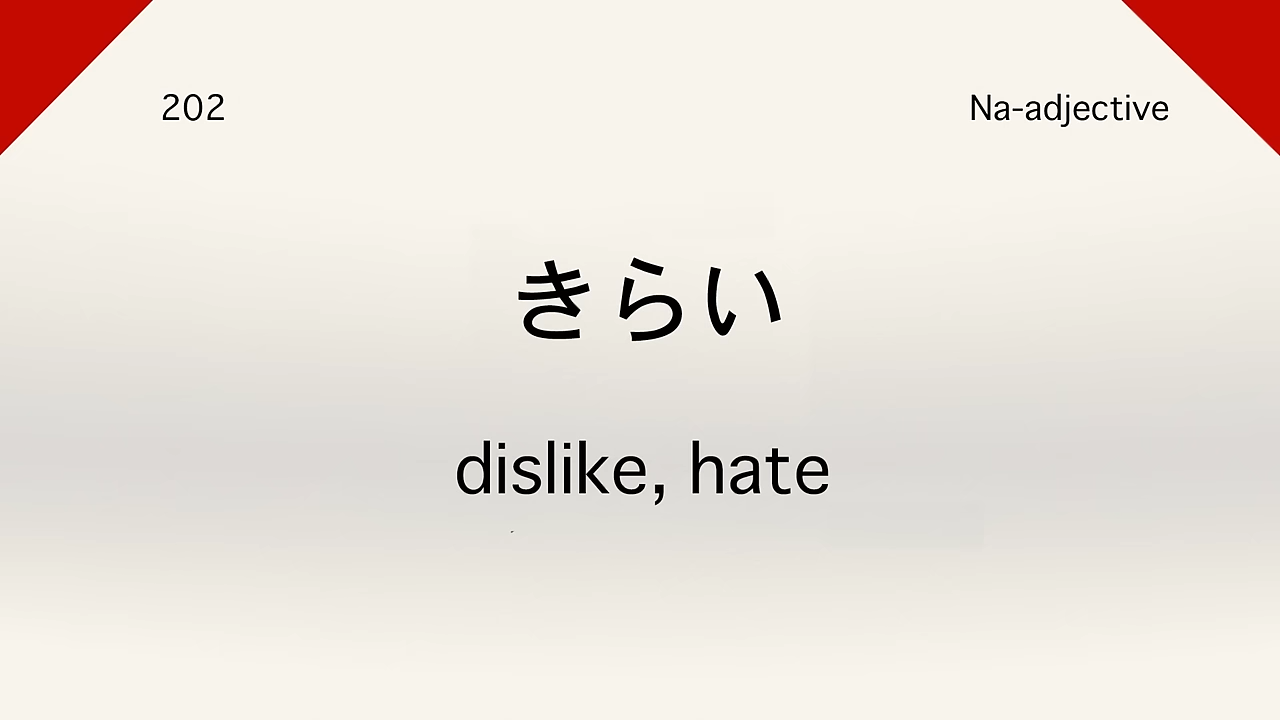 202
Na-adjective
きらい
dislike, hate